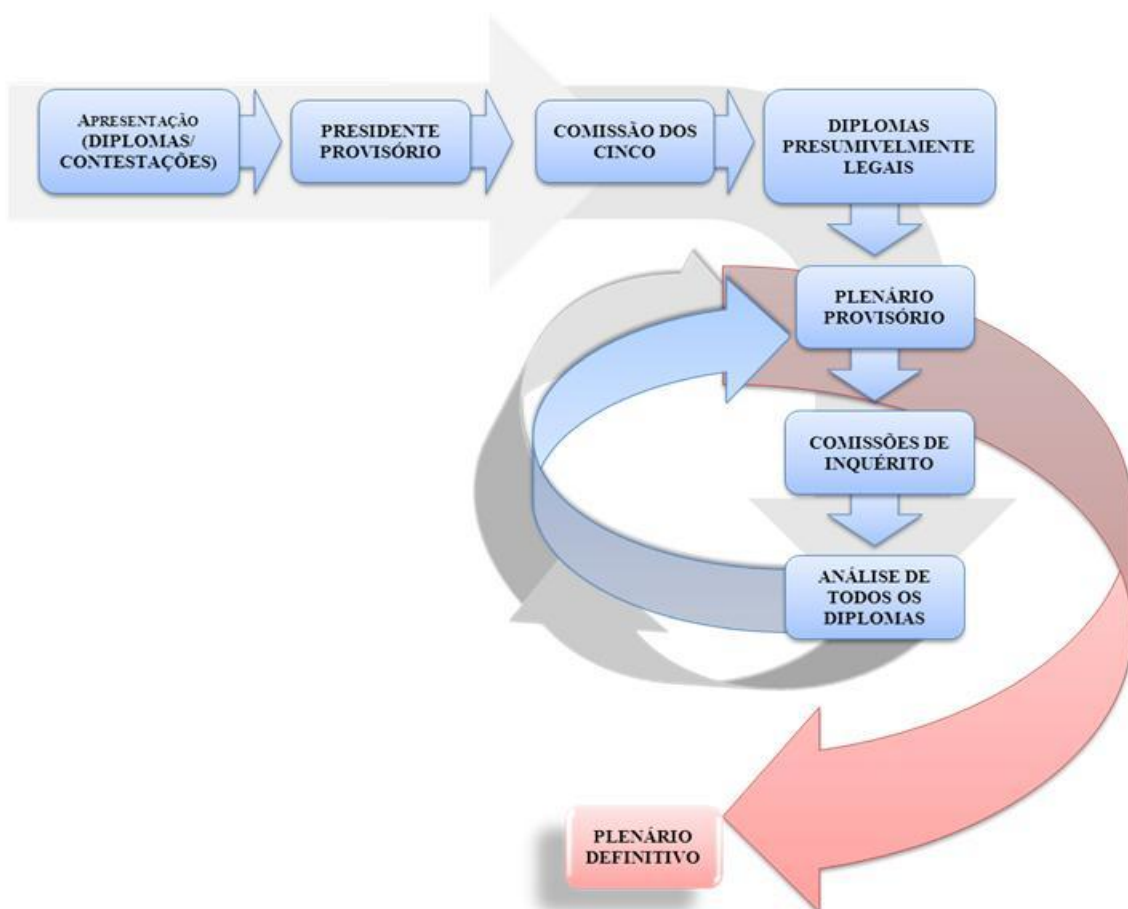 APRESENTAÇÃO
(DIPLOMAS/
CONTESTAÇÕES)
PRESIDENTE
PROVISÓRIO
COMISSÃO DOS
CINCO
DIPLOMAS
PRESUMIVELMENTE
LEGAIS
PLENÁRIO
PROVISÓRIO
COMISSÕES DE
INQUÉRITO
ANÁLISE DE
TODOS OS
DIPLOMAS
PLENÁRIO
DEFINITIVO